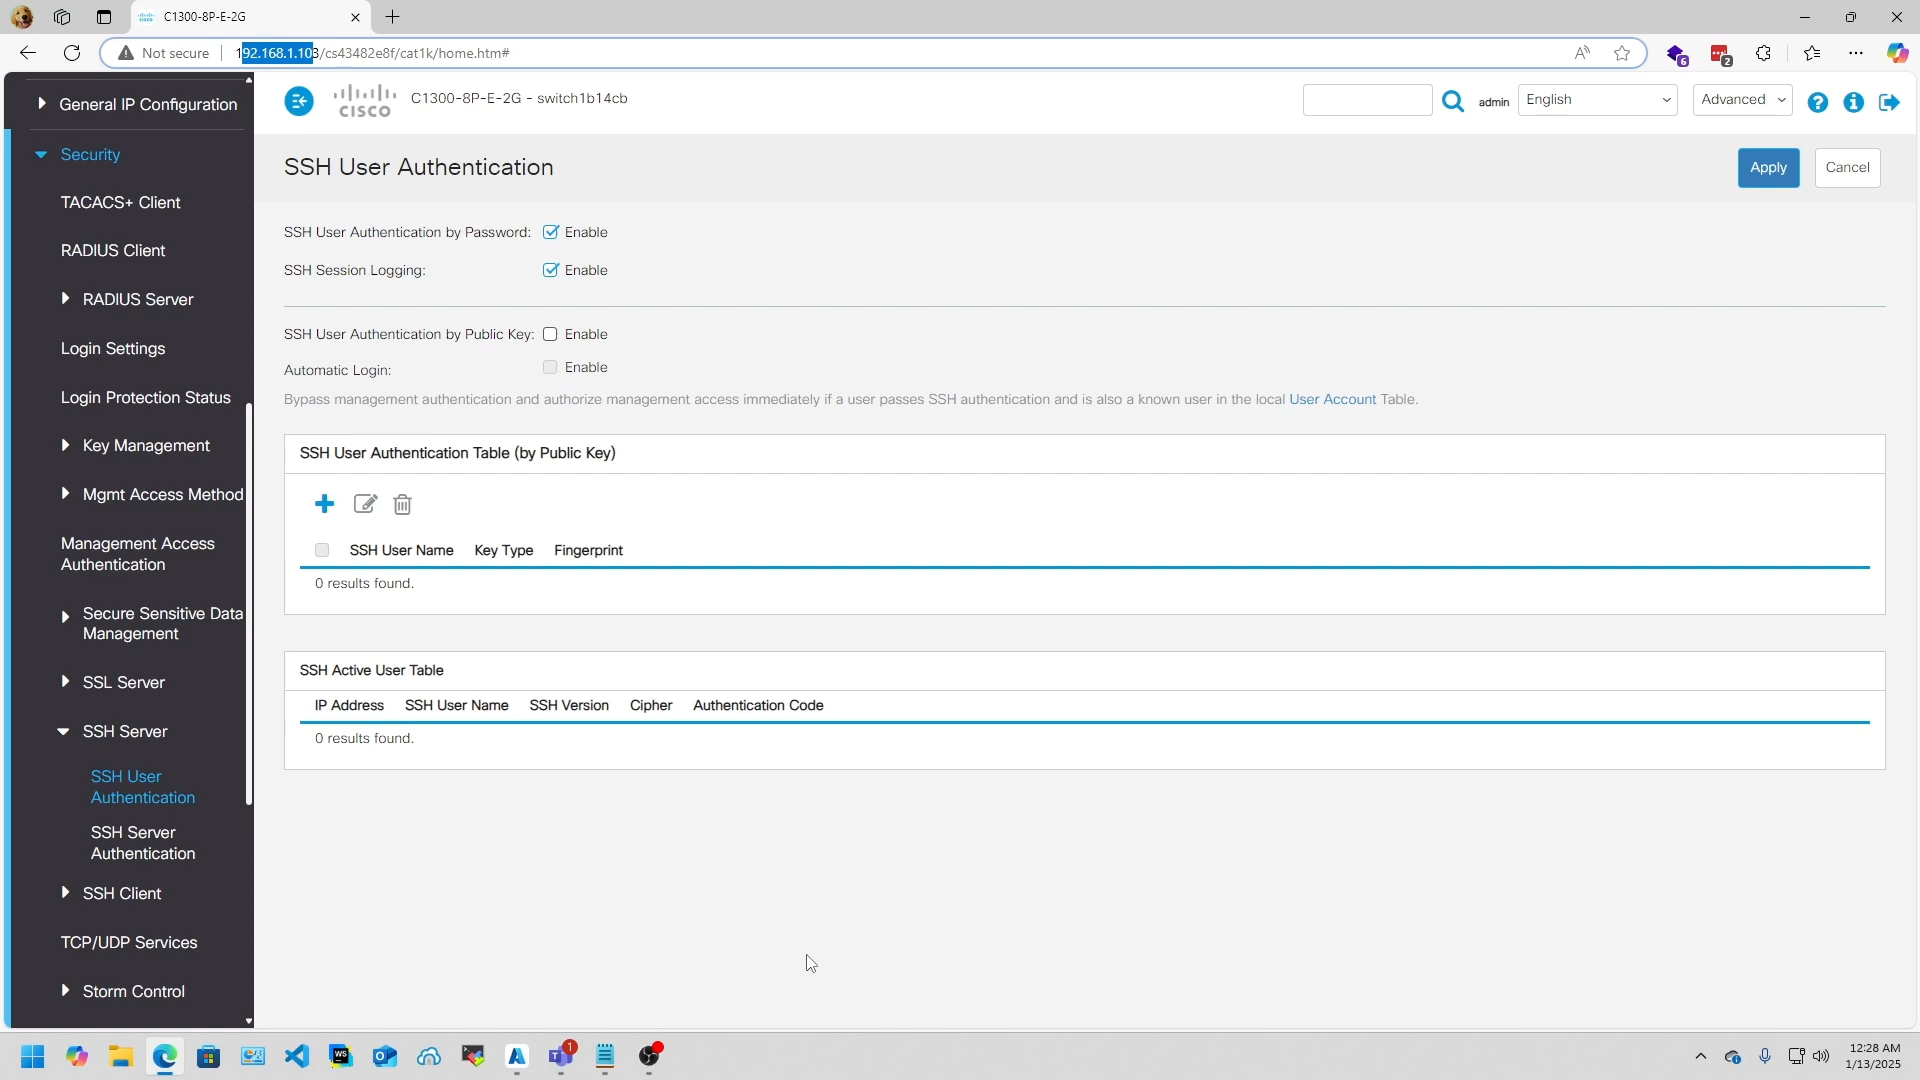 C1300-8P-E-2G
Not secure
192.168.1.103/cs43482e8f/cat1k/home.htm#
6
2
General IP Configuration
Security
TACACS+ Client
RADIUS Client
RADIUS Server
Login Settings
Login Protection Status
Key Management
Mgmt Access Method
Management Access
Authentication
Secure Sensitive Data
Management
SSL Server
SSH Server
SSH User
Authentication
SSH Server
Authentication
SSH Client
TCP/UDP Services
Storm Control
CISCO
C1300-8P-E-2G - switch1b14cb
admin
English
Advanced
SSH User Authentication
Apply
Cancel
SSH User Authentication by Password: Enable
SSH Session Logging: Enable
SSH User Authentication by Public Key: Enable
Automatic Login: Enable
Bypass management authentication and authorize management access immediately if a user passes SSH authentication and is also a known user in the local User Account Table.
SSH User Authentication Table (by Public Key)
SSH User Name Key Type Fingerprint
0 results found.
SSH Active User Table
IP Address SSH User Name SSH Version Cipher Authentication Code
0 results found.
WS
1
12:28 AM
1/13/2025